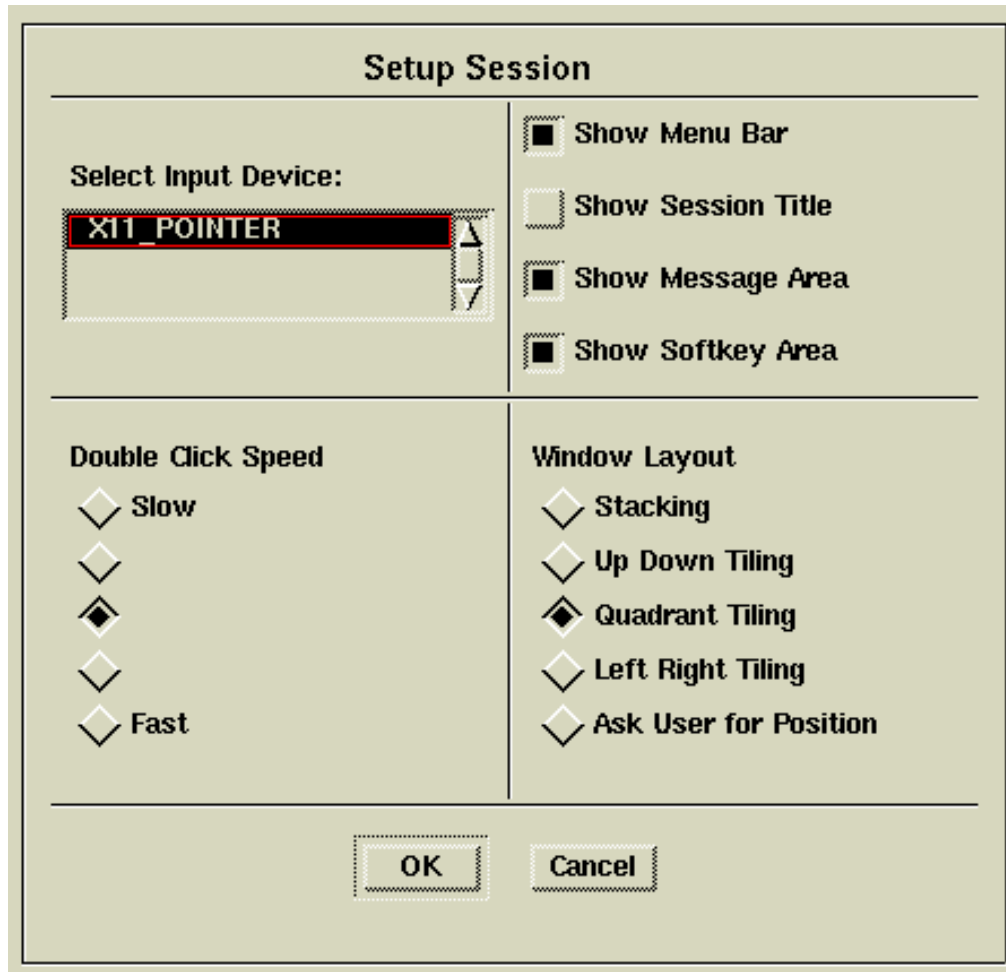 Setup Session
Select Input Device:
X11_POINTER
Show Menu Bar
Show Session Title
Show Message Area
Show Softkey Area
Double Click Speed
Slow
Fast
Window Layout
Stacking
Up Down Tiling
Quadrant Tiling
Left Right Tiling
Ask User for Position
OK
Cancel